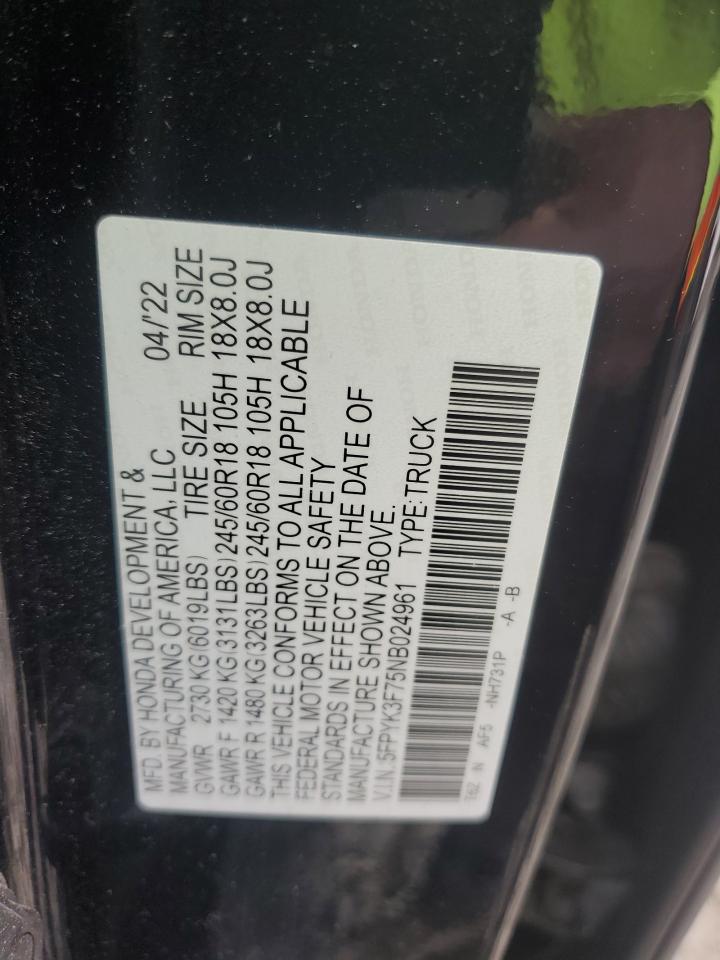 MFD. BY HONDA DEVELOPMENT & 04/'22
MANUFACTURING OF AMERICA, LLC
GVWR 2730 KG (6019LBS) TIRE SIZE RIM SIZE
GAWR F 1420 KG (3131LBS) 245/60R18 105H 18X8.0J
GAWR R 1480 KG (3263LBS) 245/60R18 105H 18X8.0J
THIS VEHICLE CONFORMS TO ALL APPLICABLE
FEDERAL MOTOR VEHICLE SAFETY
STANDARDS IN EFFECT ON THE DATE OF
MANUFACTURE SHOWN ABOVE.
V.I.N. 5FPYK3F75NB024961 TYPE:TRUCK
T6Z N AF5 -NH731P -A -B